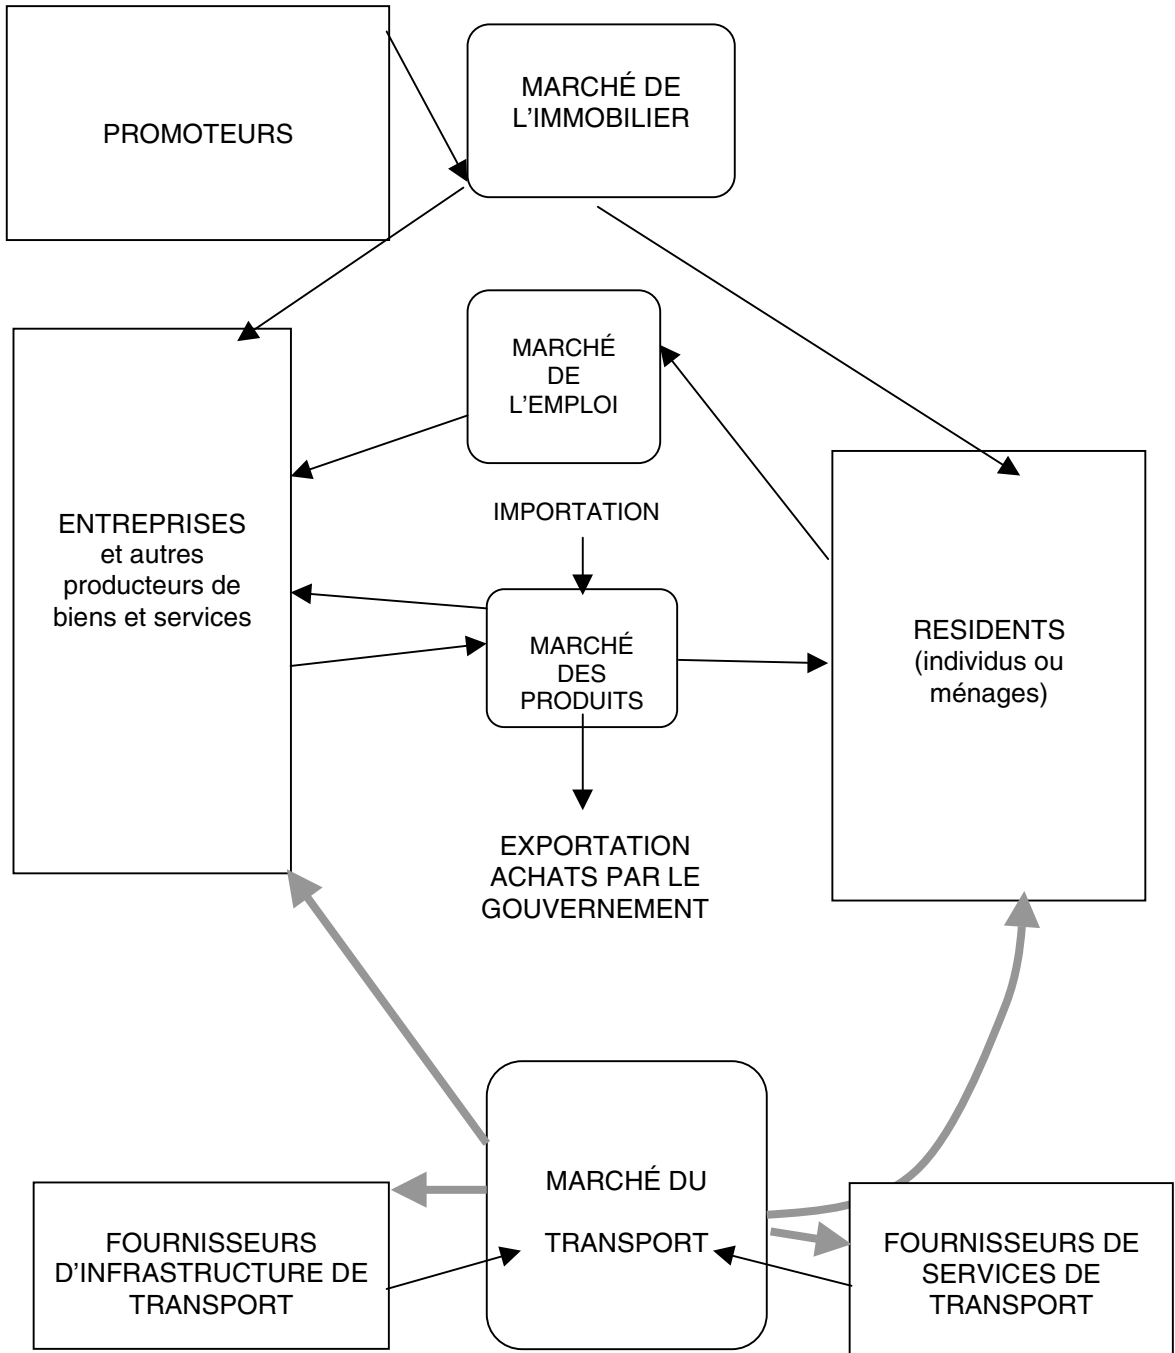 PROMOTEURS
MARCHÉ DE
L'IMMOBILIER
MARCHÉ
DE
L'EMPLOI
ENTREPRISES
et autres
producteurs de
biens et services
IMPORTATION
MARCHÉ
DES
PRODUITS
RESIDENTS
(individus ou
ménages)
EXPORTATION
ACHATS PAR LE
GOUVERNEMENT
MARCHÉ DU
TRANSPORT
FOURNISSEURS
D'INFRASTRUCTURE DE
TRANSPORT
FOURNISSEURS DE
SERVICES DE
TRANSPORT